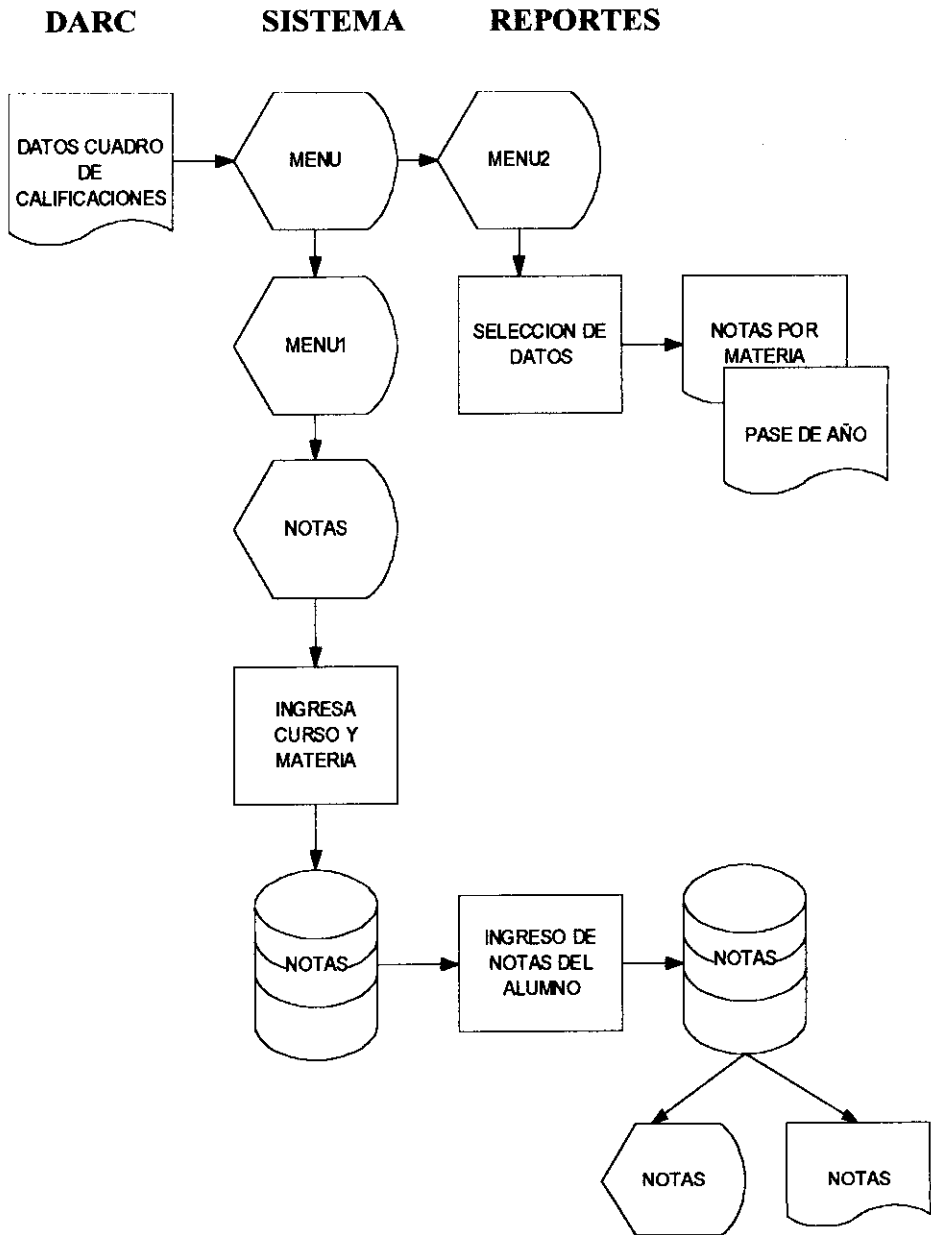 DARC SISTEMA REPORTES
DATOS CUADRO
DE
CALIFICACIONES
MENU
MENU2
MENU1
SELECCION DE
DATOS
NOTAS POR
MATERIA
PASE DE AÑO
NOTAS
INGRESA
CURSO Y
MATERIA
NOTAS
INGRESO DE
NOTAS DEL
ALUMNO
NOTAS
NOTAS
NOTAS